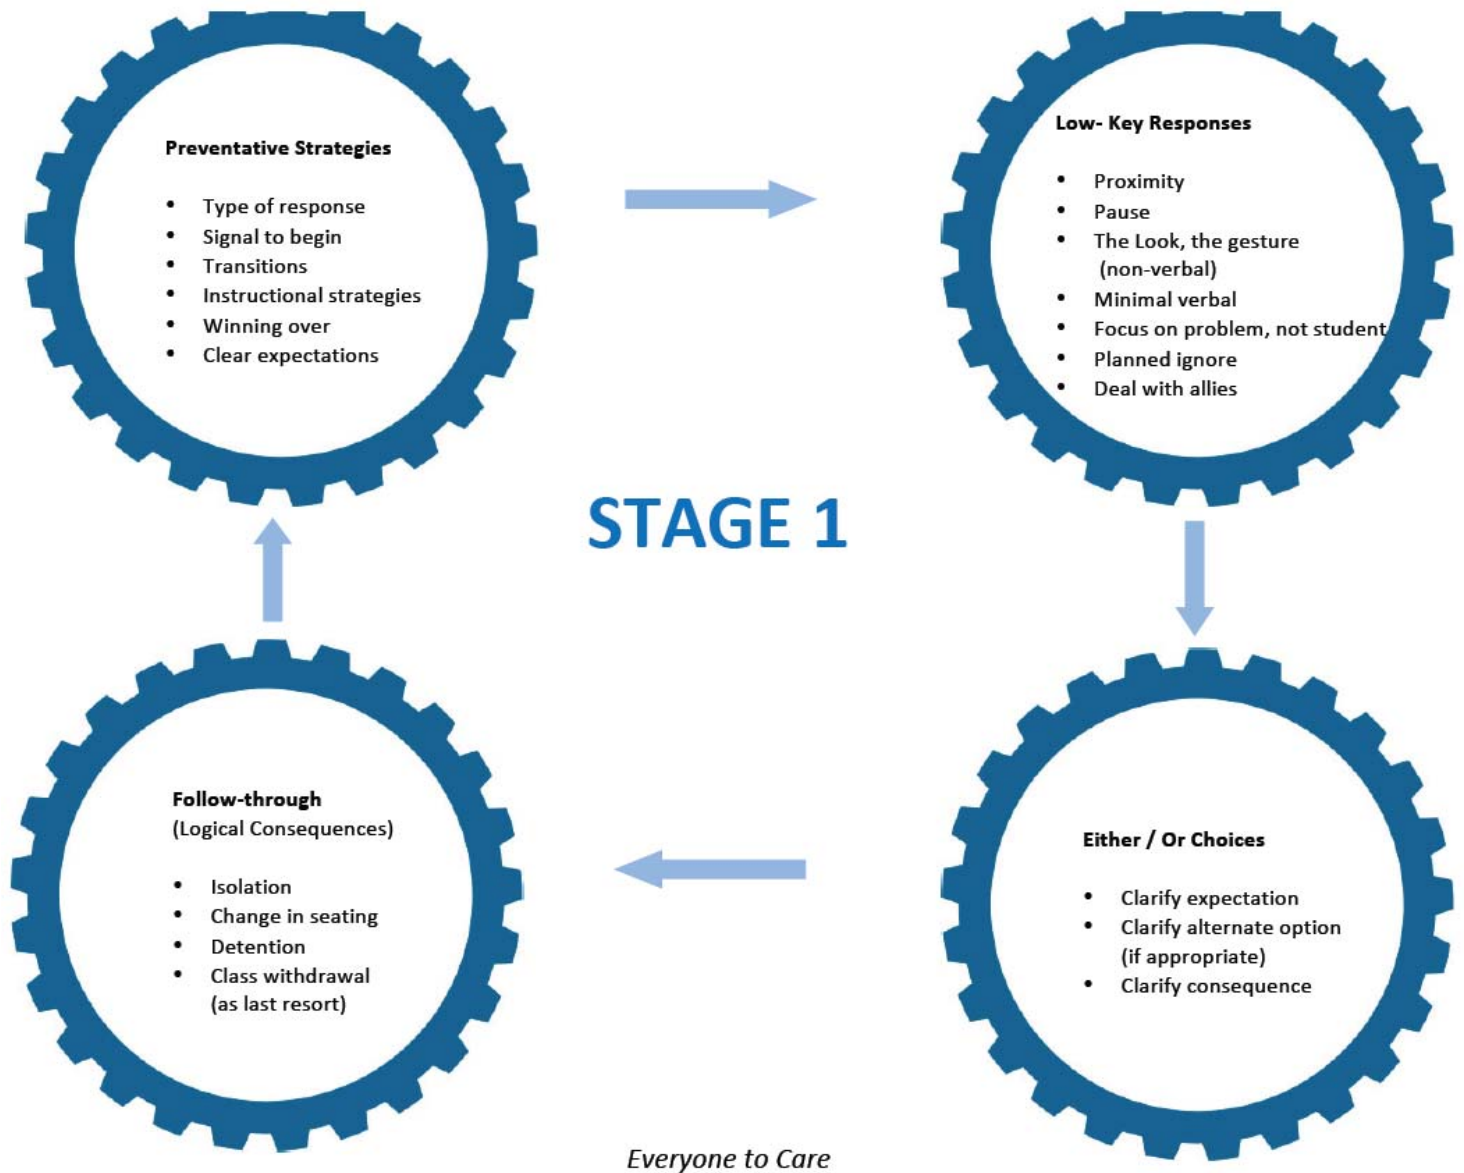 Preventative Strategies
• Type of response
• Signal to begin
• Transitions
• Instructional strategies
• Winning over
• Clear expectations
Low- Key Responses
• Proximity
• Pause
• The Look, the gesture
(non-verbal)
• Minimal verbal
• Focus on problem, not student
• Planned ignore
• Deal with allies
STAGE 1
Follow-through
(Logical Consequences)
• Isolation
• Change in seating
• Detention
• Class withdrawal
(as last resort)
Either / Or Choices
• Clarify expectation
• Clarify alternate option
(if appropriate)
• Clarify consequence
Everyone to Care